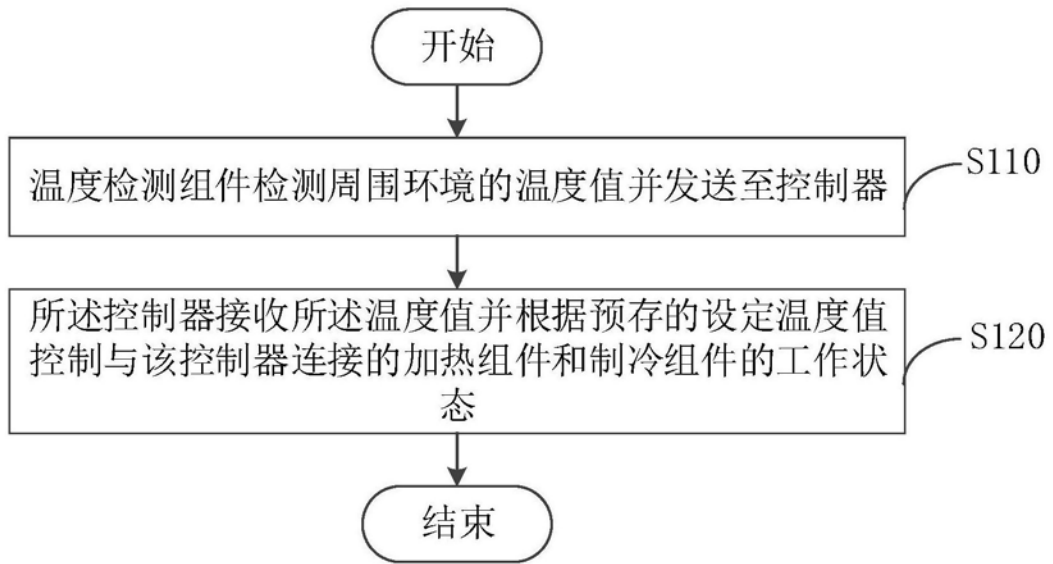 开始
温度检测组件检测周围环境的温度值并发送至控制器
S110
所述控制器接收所述温度值并根据预存的设定温度值
控制与该控制器连接的加热组件和制冷组件的工作状
态
S120
结束